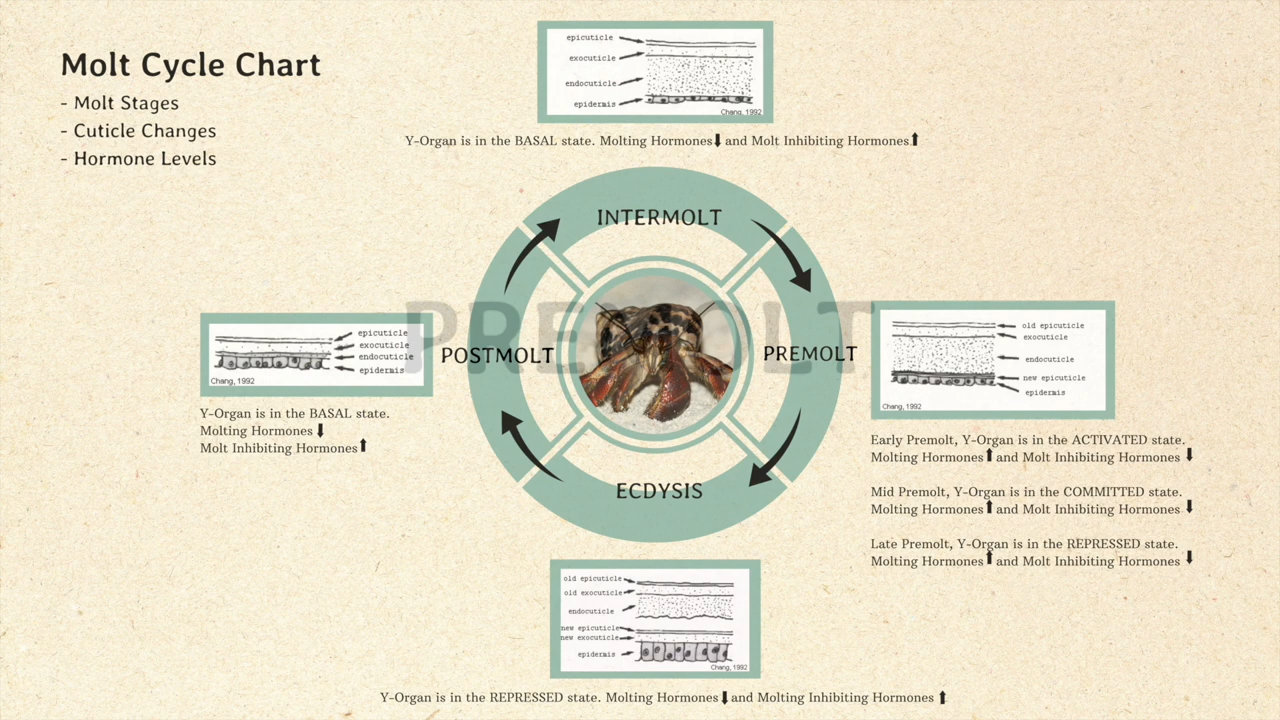 Molt Cycle Chart
- Molt Stages
- Cuticle Changes
- Hormone Levels
epicuticle
exocuticle
endocuticle
epidermis
Chang, 1992
Y-Organ is in the BASAL state. Molting Hormones⬇and Molt Inhibiting Hormones⬆
INTERMOLT
PREMOLT
POSTMOLT
PREMOLT
ECDYSIS
epicuticle
exocuticle
endocuticle
epidermis
Chang, 1992
Y-Organ is in the BASAL state.
Molting Hormones⬇
Molt Inhibiting Hormones⬆
old epicuticle
exocuticle
endocuticle
new epicuticle
epidermis
Chang, 1992
Early Premolt, Y-Organ is in the ACTIVATED state.
Molting Hormones⬆and Molt Inhibiting Hormones ⬇
Mid Premolt, Y-Organ is in the COMMITTED state.
Molting Hormones⬆and Molt Inhibiting Hormones ⬇
Late Premolt, Y-Organ is in the REPRESSED state.
Molting Hormones⬆and Molt Inhibiting Hormones ⬇
old epicuticle
old exocuticle
endocuticle
new epicuticle
new exocuticle
epidermis
Chang, 1992
Y-Organ is in the REPRESSED state. Molting Hormones⬇and Molting Inhibiting Hormones ⬆